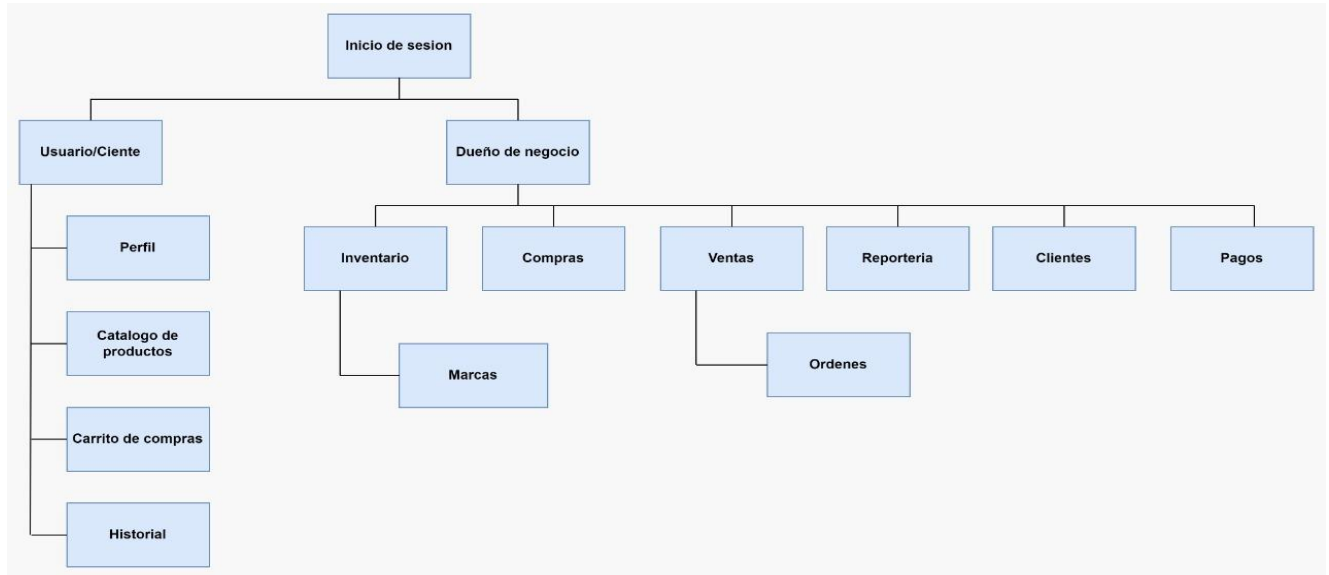 Inicio de sesion
Usuario/Ciente
Dueño de negocio
Perfil
Catalogo de
productos
Carrito de compras
Historial
Inventario
Compras
Ventas
Reporteria
Clientes
Pagos
Marcas
Ordenes